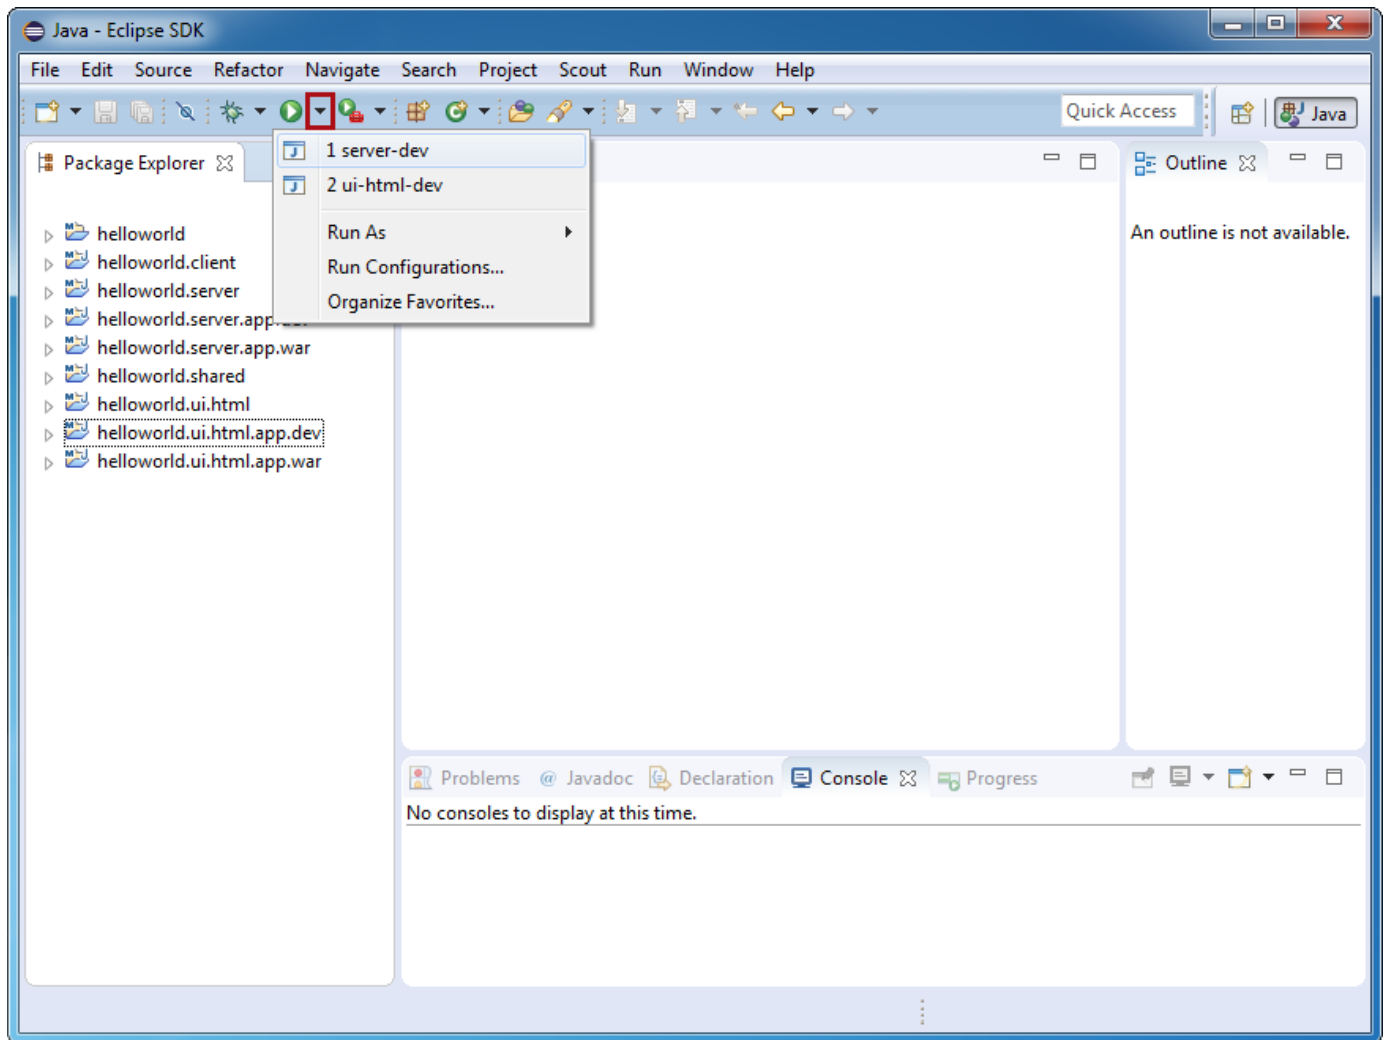 Java - Eclipse SDK
File Edit Source Refactor Navigate Search Project Scout Run Window Help
Quick Access
Java
Package Explorer
1 server-dev
2 ui-html-dev
Run As
Run Configurations...
Organize Favorites...
helloworld
helloworld.client
helloworld.server
helloworld.server.app
helloworld.server.app.war
helloworld.shared
helloworld.ui.html
helloworld.ui.html.app.dev
helloworld.ui.html.app.war
Outline
An outline is not available.
Problems @ Javadoc Declaration Console Progress
No consoles to display at this time.